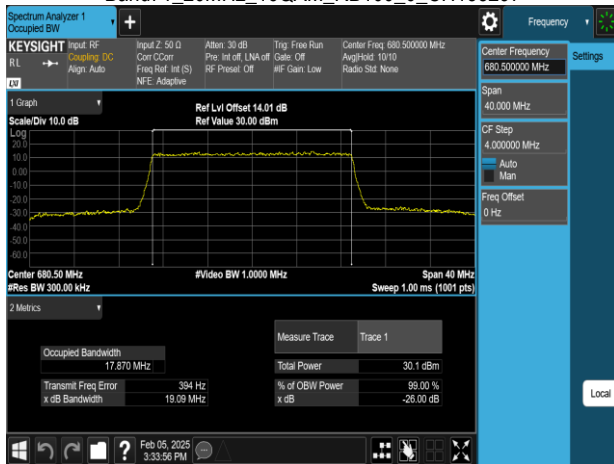 Spectrum Analyzer 1
Occupied BW
Frequency
KEYSIGHT
RL
Input: RF
Coupling: DC
Align: Auto
Input Z: 50 Ω
Corr CCorr
Freq Ref: Int (S)
NFE: Adaptive
Atten: 30 dB
Pre: Int off, LNA off
RF Presel: Off
Trig: Free Run
Gate: Off
#IF Gain: Low
Center Freq: 680.500000 MHz
Avg|Hold: 10/10
Radio Std: None
LXI
Center Frequency
680.500000 MHz
Settings
Span
40.000 MHz
CF Step
4.000000 MHz
Auto
Man
Freq Offset
0 Hz
Local
1 Graph
Scale/Div 10.0 dB
Ref Lvl Offset 14.01 dB
Ref Value 30.00 dBm
Log
20.0
10.0
0.00
-10.0
-20.0
-30.0
-40.0
-50.0
-60.0
Center 680.50 MHz
#Video BW 1.0000 MHz
Span 40 MHz
#Res BW 300.00 kHz
Sweep 1.00 ms (1001 pts)
2 Metrics
Measure Trace
Trace 1
Occupied Bandwidth
17.870 MHz
Total Power
30.1 dBm
Transmit Freq Error
394 Hz
% of OBW Power
99.00 %
x dB Bandwidth
19.09 MHz
x dB
-26.00 dB
Feb 05, 2025
3:33:56 PM